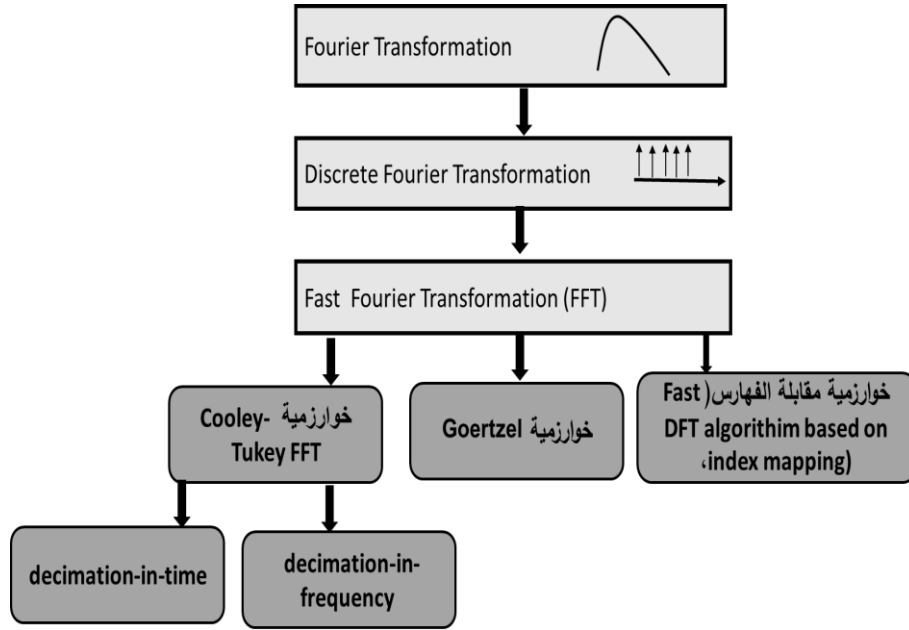 Fourier Transformation
Discrete Fourier Transformation
Fast Fourier Transformation (FFT)
خوارزمية Cooley-
Tukey FFT
خوارزمية Goertzel
خوارزمية مقابلة الفهارس(Fast
DFT algorithim based on
،index mapping)
decimation-in-time
decimation-in-
frequency